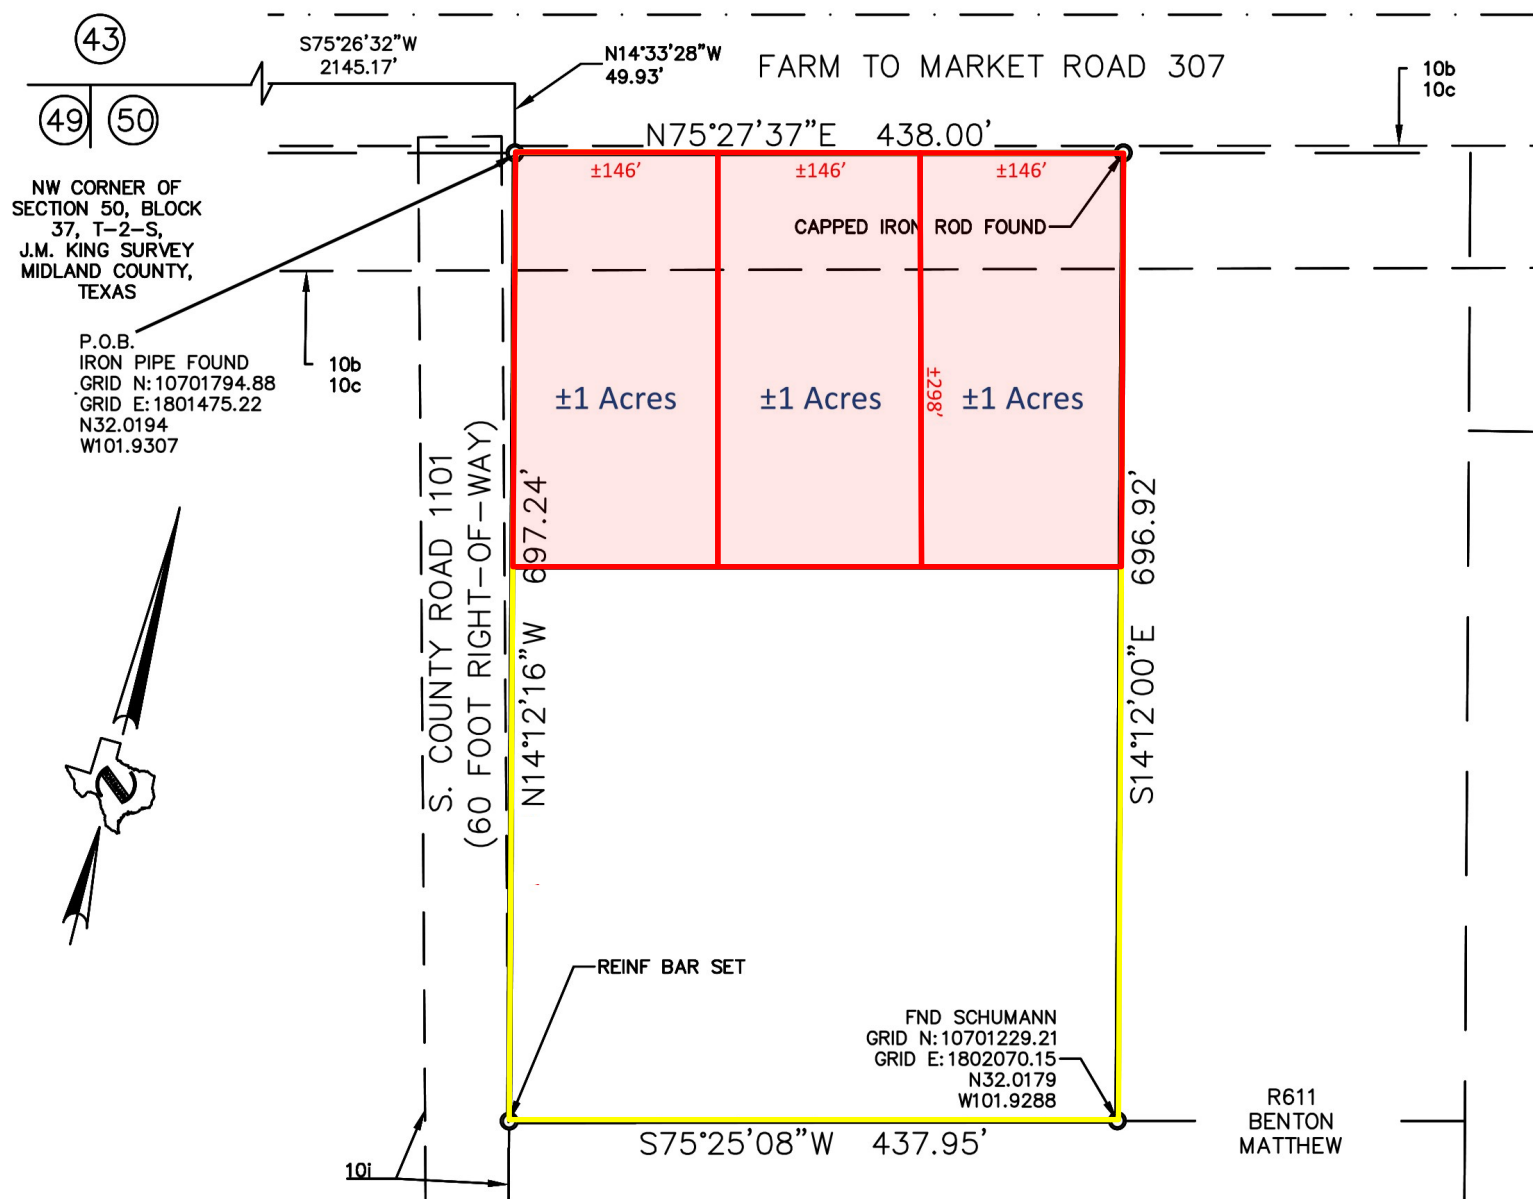 43
S75°26'32"W
2145.17'
N14°33'28"W
49.93'
FARM TO MARKET ROAD 307
10b
10c
49
50
N75°27'37"E 438.00'
±146'
±146'
±146'
NW CORNER OF
SECTION 50, BLOCK
37, T-2-S,
J.M. KING SURVEY
MIDLAND COUNTY,
TEXAS
CAPPED IRON ROD FOUND
P.O.B.
IRON PIPE FOUND
GRID N:10701794.88
GRID E:1801475.22
N32.0194
W101.9307
10b
10c
±1 Acres
±1 Acres
±298'
±1 Acres
S. COUNTY ROAD 1101
(60 FOOT RIGHT-OF-WAY)
N14°12'16"W 697.24'
S14°12'00"E 696.92'
N
REINF BAR SET
FND SCHUMANN
GRID N:10701229.21
GRID E:1802070.15
N32.0179
W101.9288
R611
BENTON
MATTHEW
S75°25'08"W 437.95'
10i